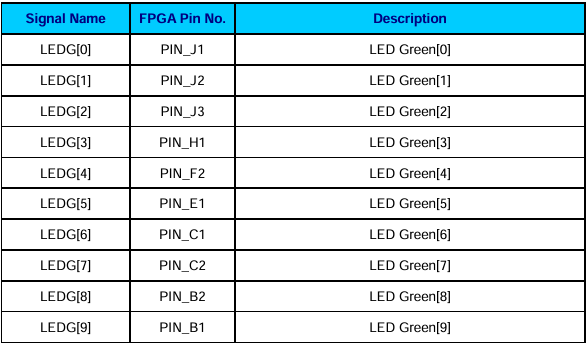 Signal Name FPGA Pin No. Description
LEDG[0] PIN_J1 LED Green[0]
LEDG[1] PIN_J2 LED Green[1]
LEDG[2] PIN_J3 LED Green[2]
LEDG[3] PIN_H1 LED Green[3]
LEDG[4] PIN_F2 LED Green[4]
LEDG[5] PIN_E1 LED Green[5]
LEDG[6] PIN_C1 LED Green[6]
LEDG[7] PIN_C2 LED Green[7]
LEDG[8] PIN_B2 LED Green[8]
LEDG[9] PIN_B1 LED Green[9]